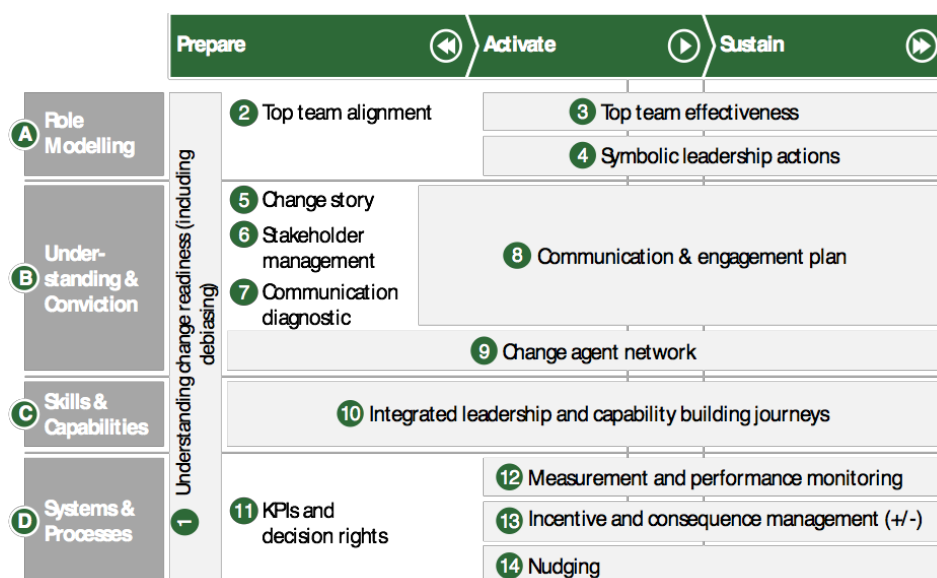 Prepare
Activate
Sustain
A
Role
Modelling
B
Under-
standing &
Conviction
C
Skills &
Capabilities
D
Systems &
Processes
1 Understanding change readiness (including
debiasing)
2 Top team alignment
3 Top team effectiveness
4 Symbolic leadership actions
5 Change story
6 Stakeholder
management
7 Communication
diagnostic
8 Communication & engagement plan
9 Change agent network
10 Integrated leadership and capability building journeys
11 KPIs and
decision rights
12 Measurement and performance monitoring
13 Incentive and consequence management (+/-)
14 Nudging